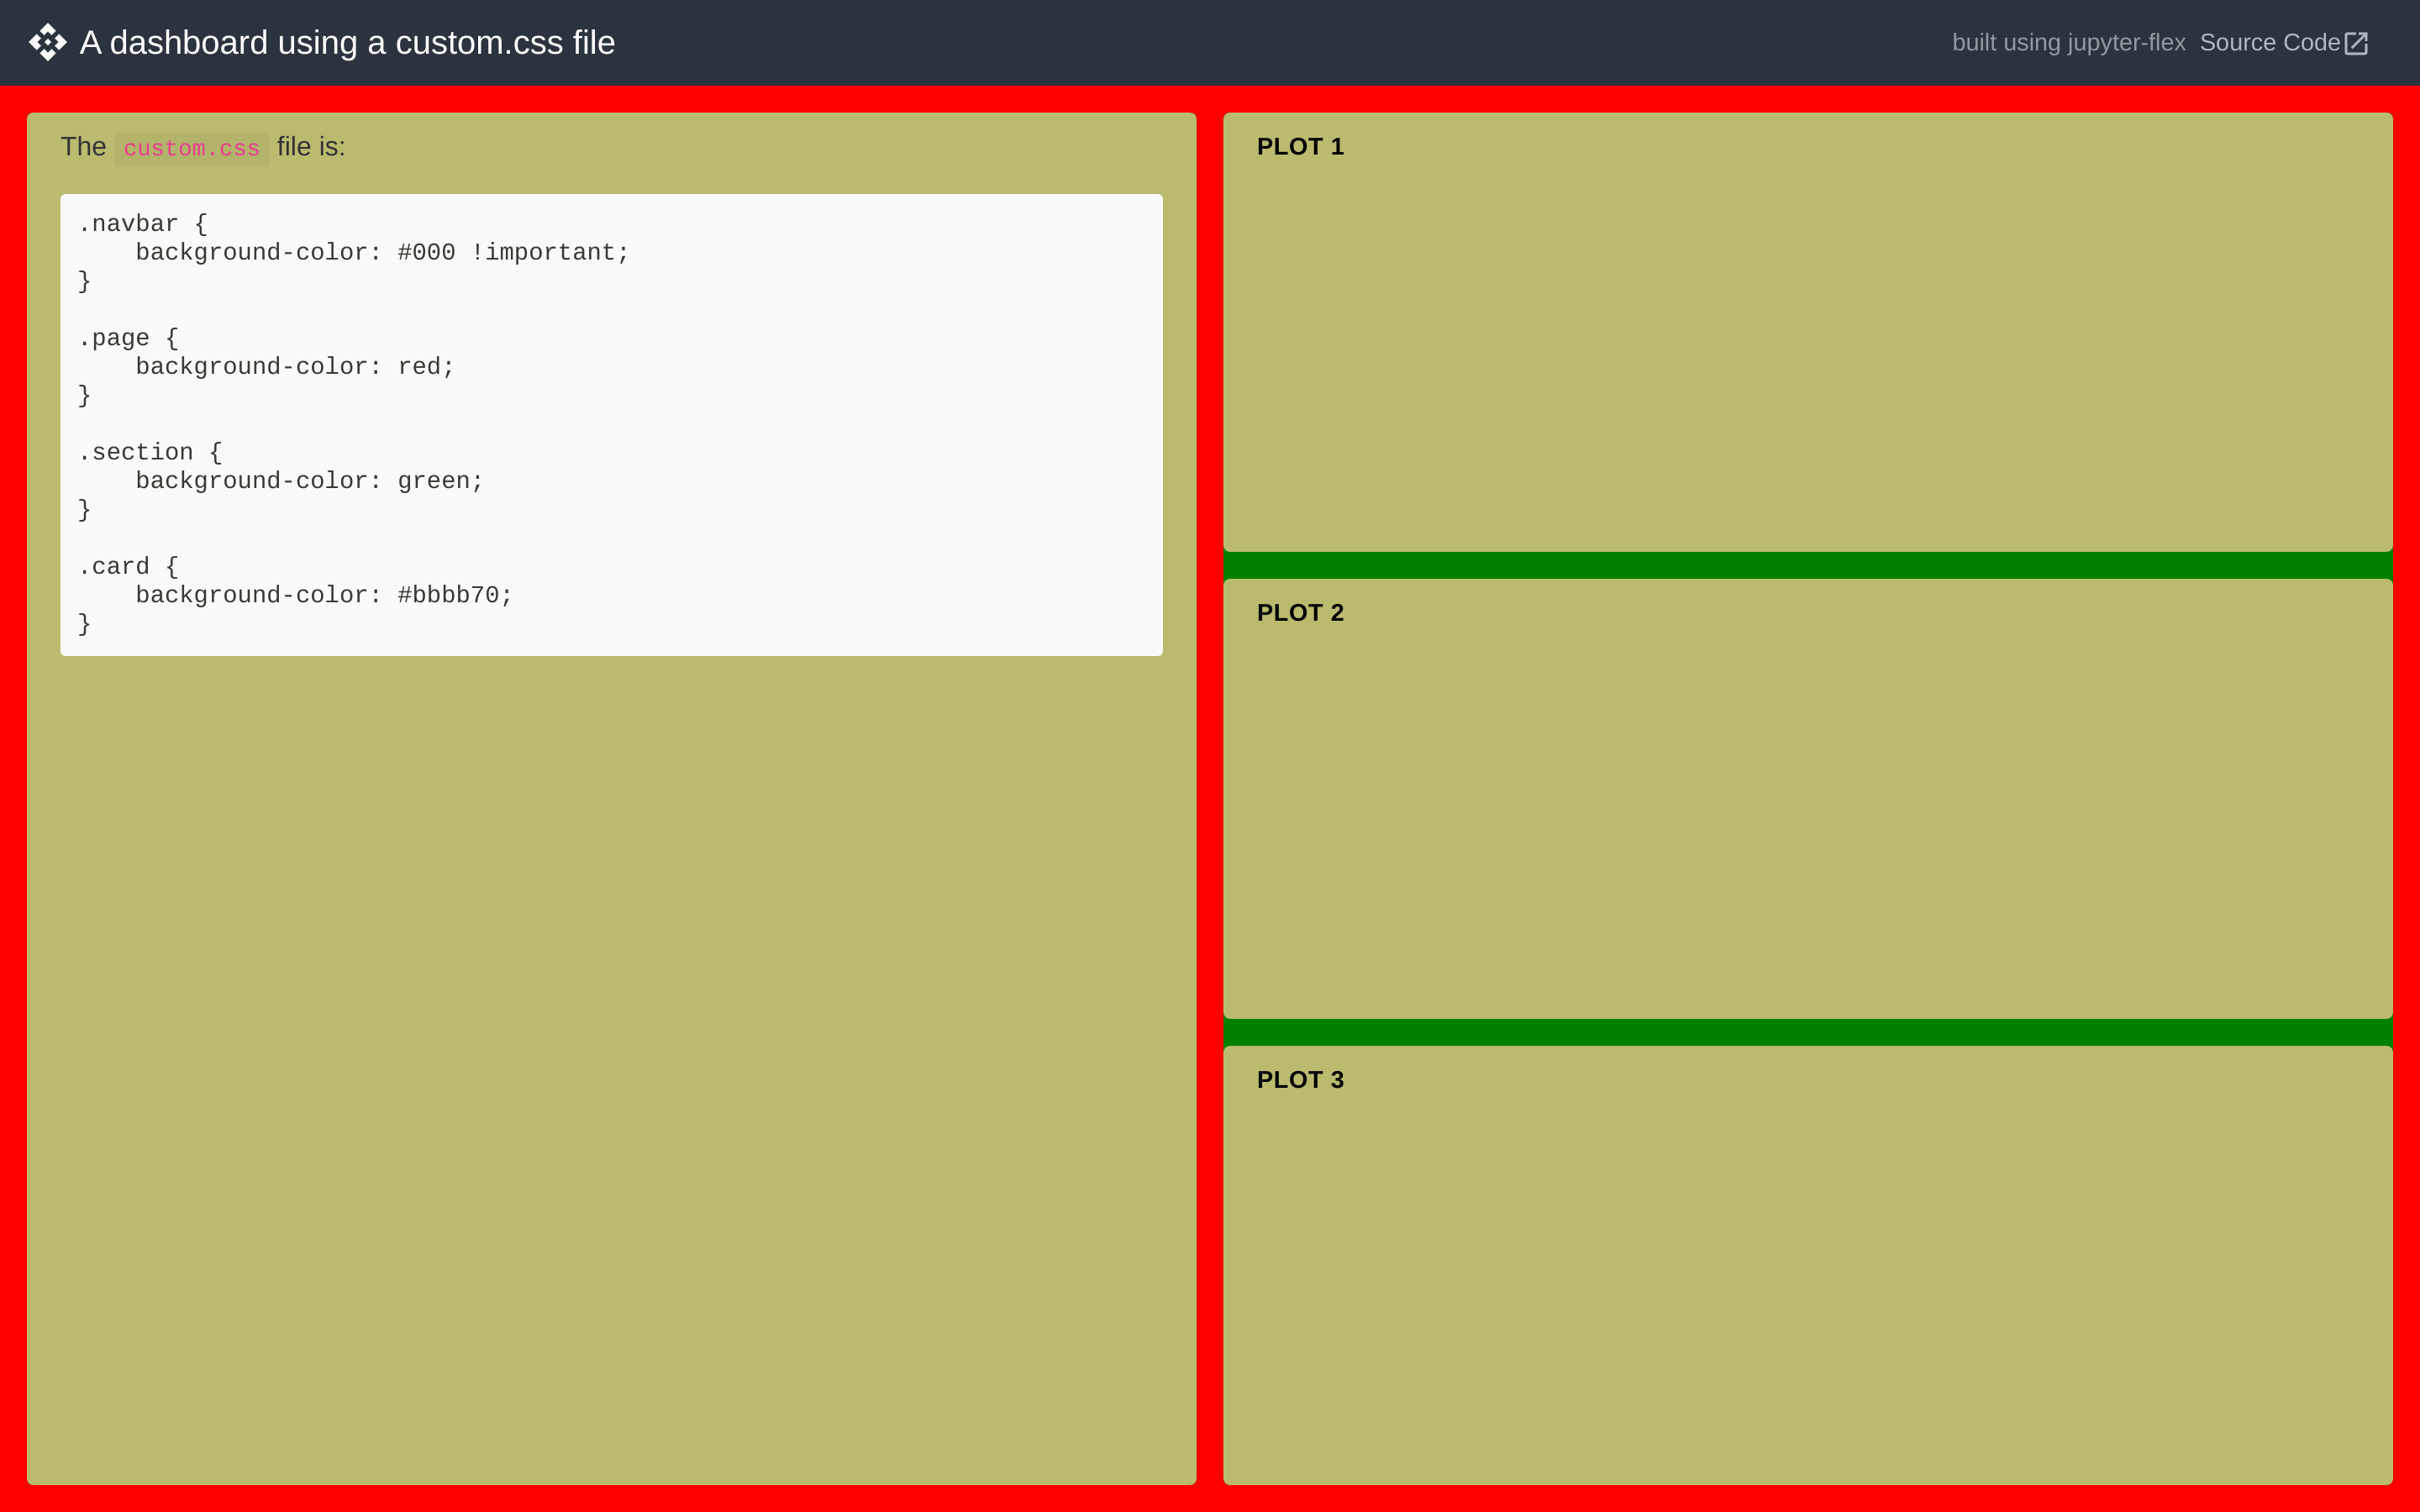 A dashboard using a custom.css file
built using jupyter-flex Source Code
The custom.css file is:
.navbar {
    background-color: #000 !important;
}

.page {
    background-color: red;
}

.section {
    background-color: green;
}

.card {
    background-color: #bbbb70;
}
PLOT 1
PLOT 2
PLOT 3